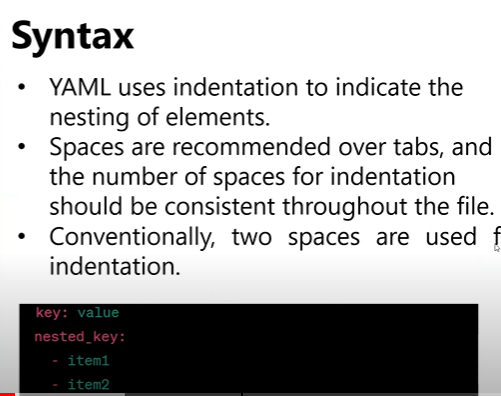 Syntax
• YAML uses indentation to indicate the
nesting of elements.
• Spaces are recommended over tabs, and
the number of spaces for indentation
should be consistent throughout the file.
• Conventionally, two spaces are used
indentation.
key: value
nested_key:
- item1
- item2